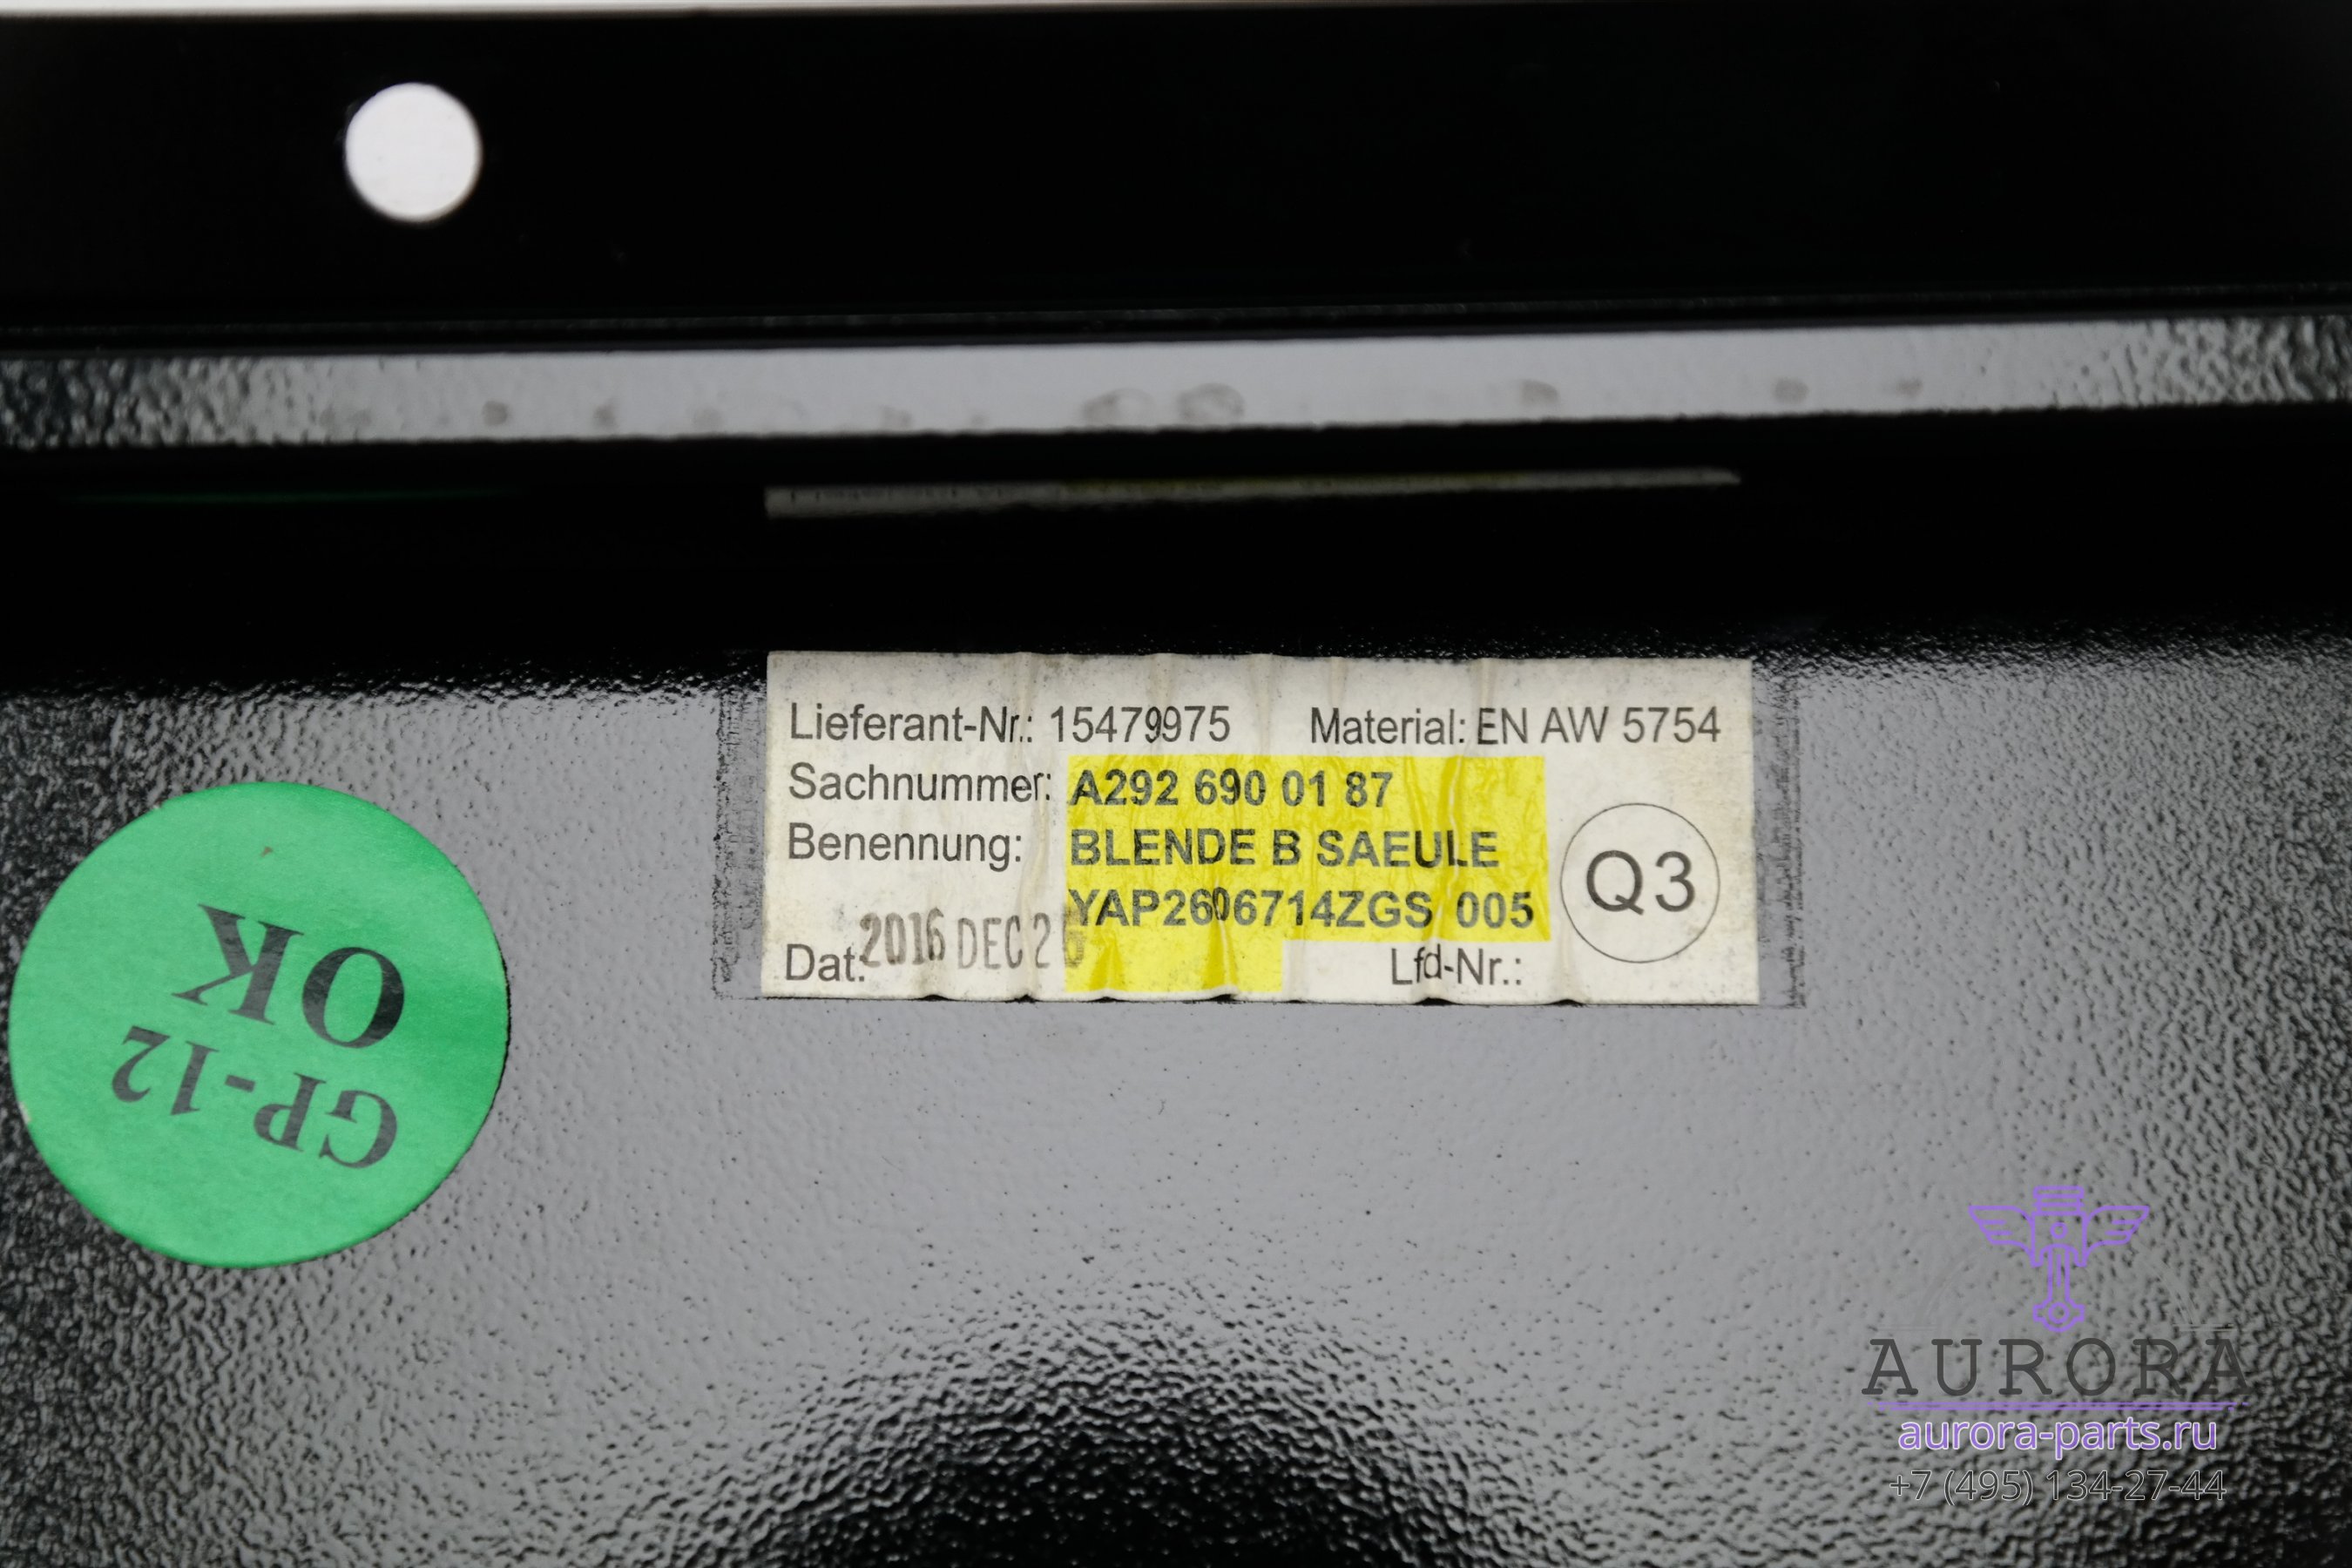 Lieferant-Nr.: 15479975 Material: EN AW 5754
Sachnummer: A292 690 01 87
Benennung: BLENDE B SAEULE
YAP2606714ZGS 005
Q3
Dat: 2016 DEC 26 Lfd-Nr.:
GP-12
OK
AURORA
aurora-parts.ru
+7 (495) 134-27-44